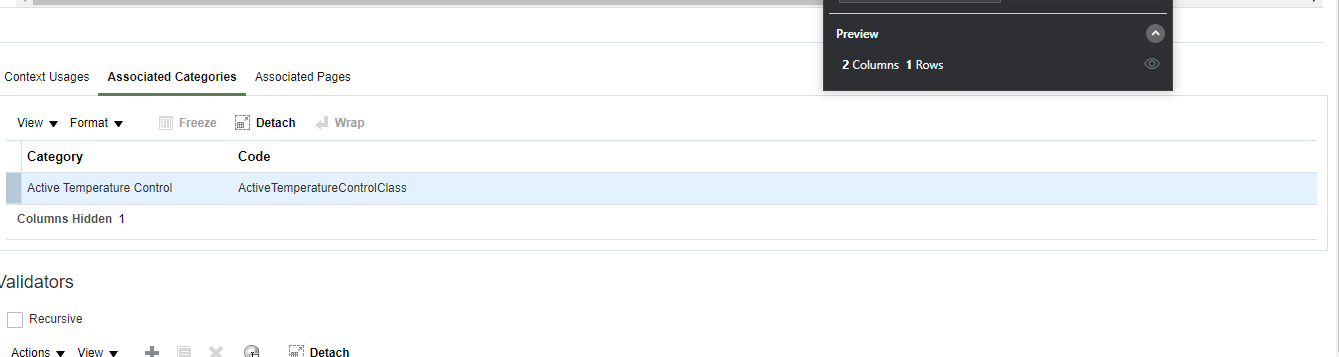 Preview
2 Columns 1 Rows
Context Usages Associated Categories Associated Pages
View Format Freeze Detach Wrap
Category Code
Active Temperature Control ActiveTemperatureControlClass
Columns Hidden 1
Validators
Recursive
Actions View Detach